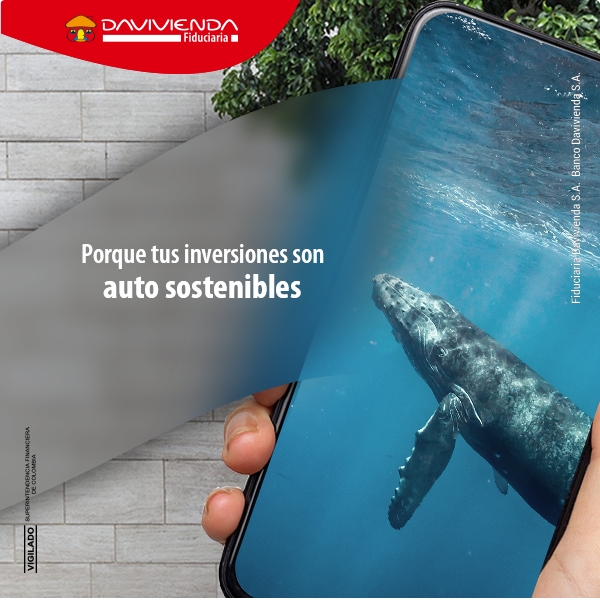 DAVIVIENDA
Fiduciaria
Porque tus inversiones son
auto sostenibles
Fiduciaria Davivienda S.A. Banco Davivienda S.A.
VIGILADO
SUPERINTENDENCIA FINANCIERA
DE COLOMBIA